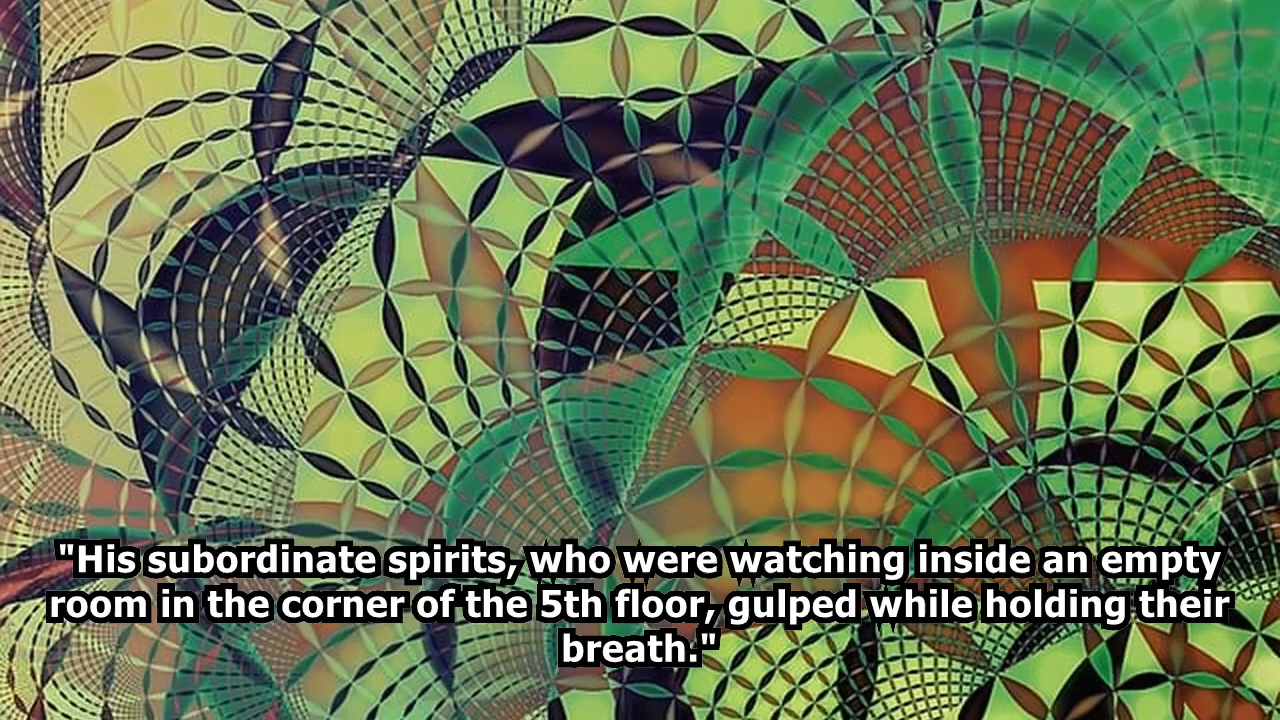 "His subordinate spirits, who were watching inside an empty
room in the corner of the 5th floor, gulped while holding their
breath."